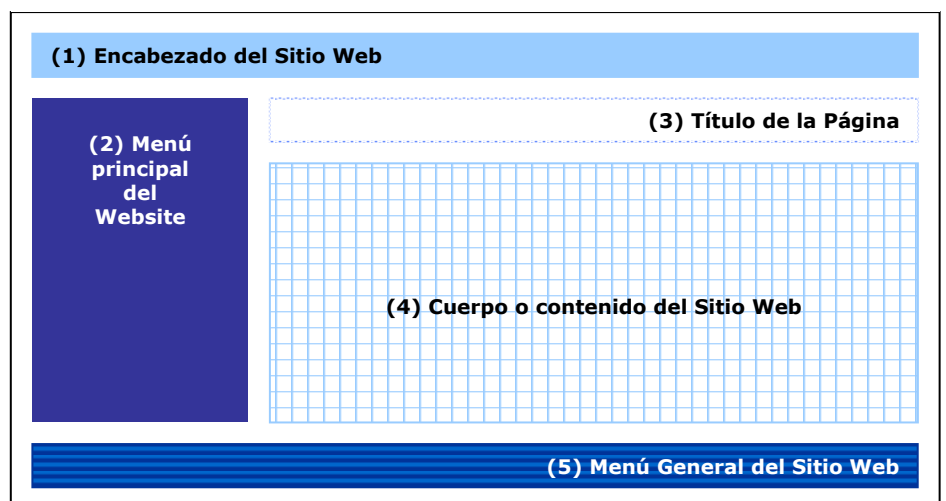 (1) Encabezado del Sitio Web
(2) Menú
principal
del
Website
(3) Título de la Página
(4) Cuerpo o contenido del Sitio Web
(5) Menú General del Sitio Web